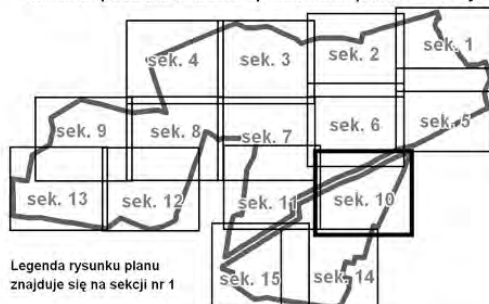 sek. 1
sek. 2
sek. 3
sek. 4
sek. 5
sek. 6
sek. 7
sek. 8
sek. 9
sek. 10
sek. 11
sek. 12
sek. 13
sek. 14
sek. 15
Legenda rysunku planu
znajduje się na sekcji nr 1